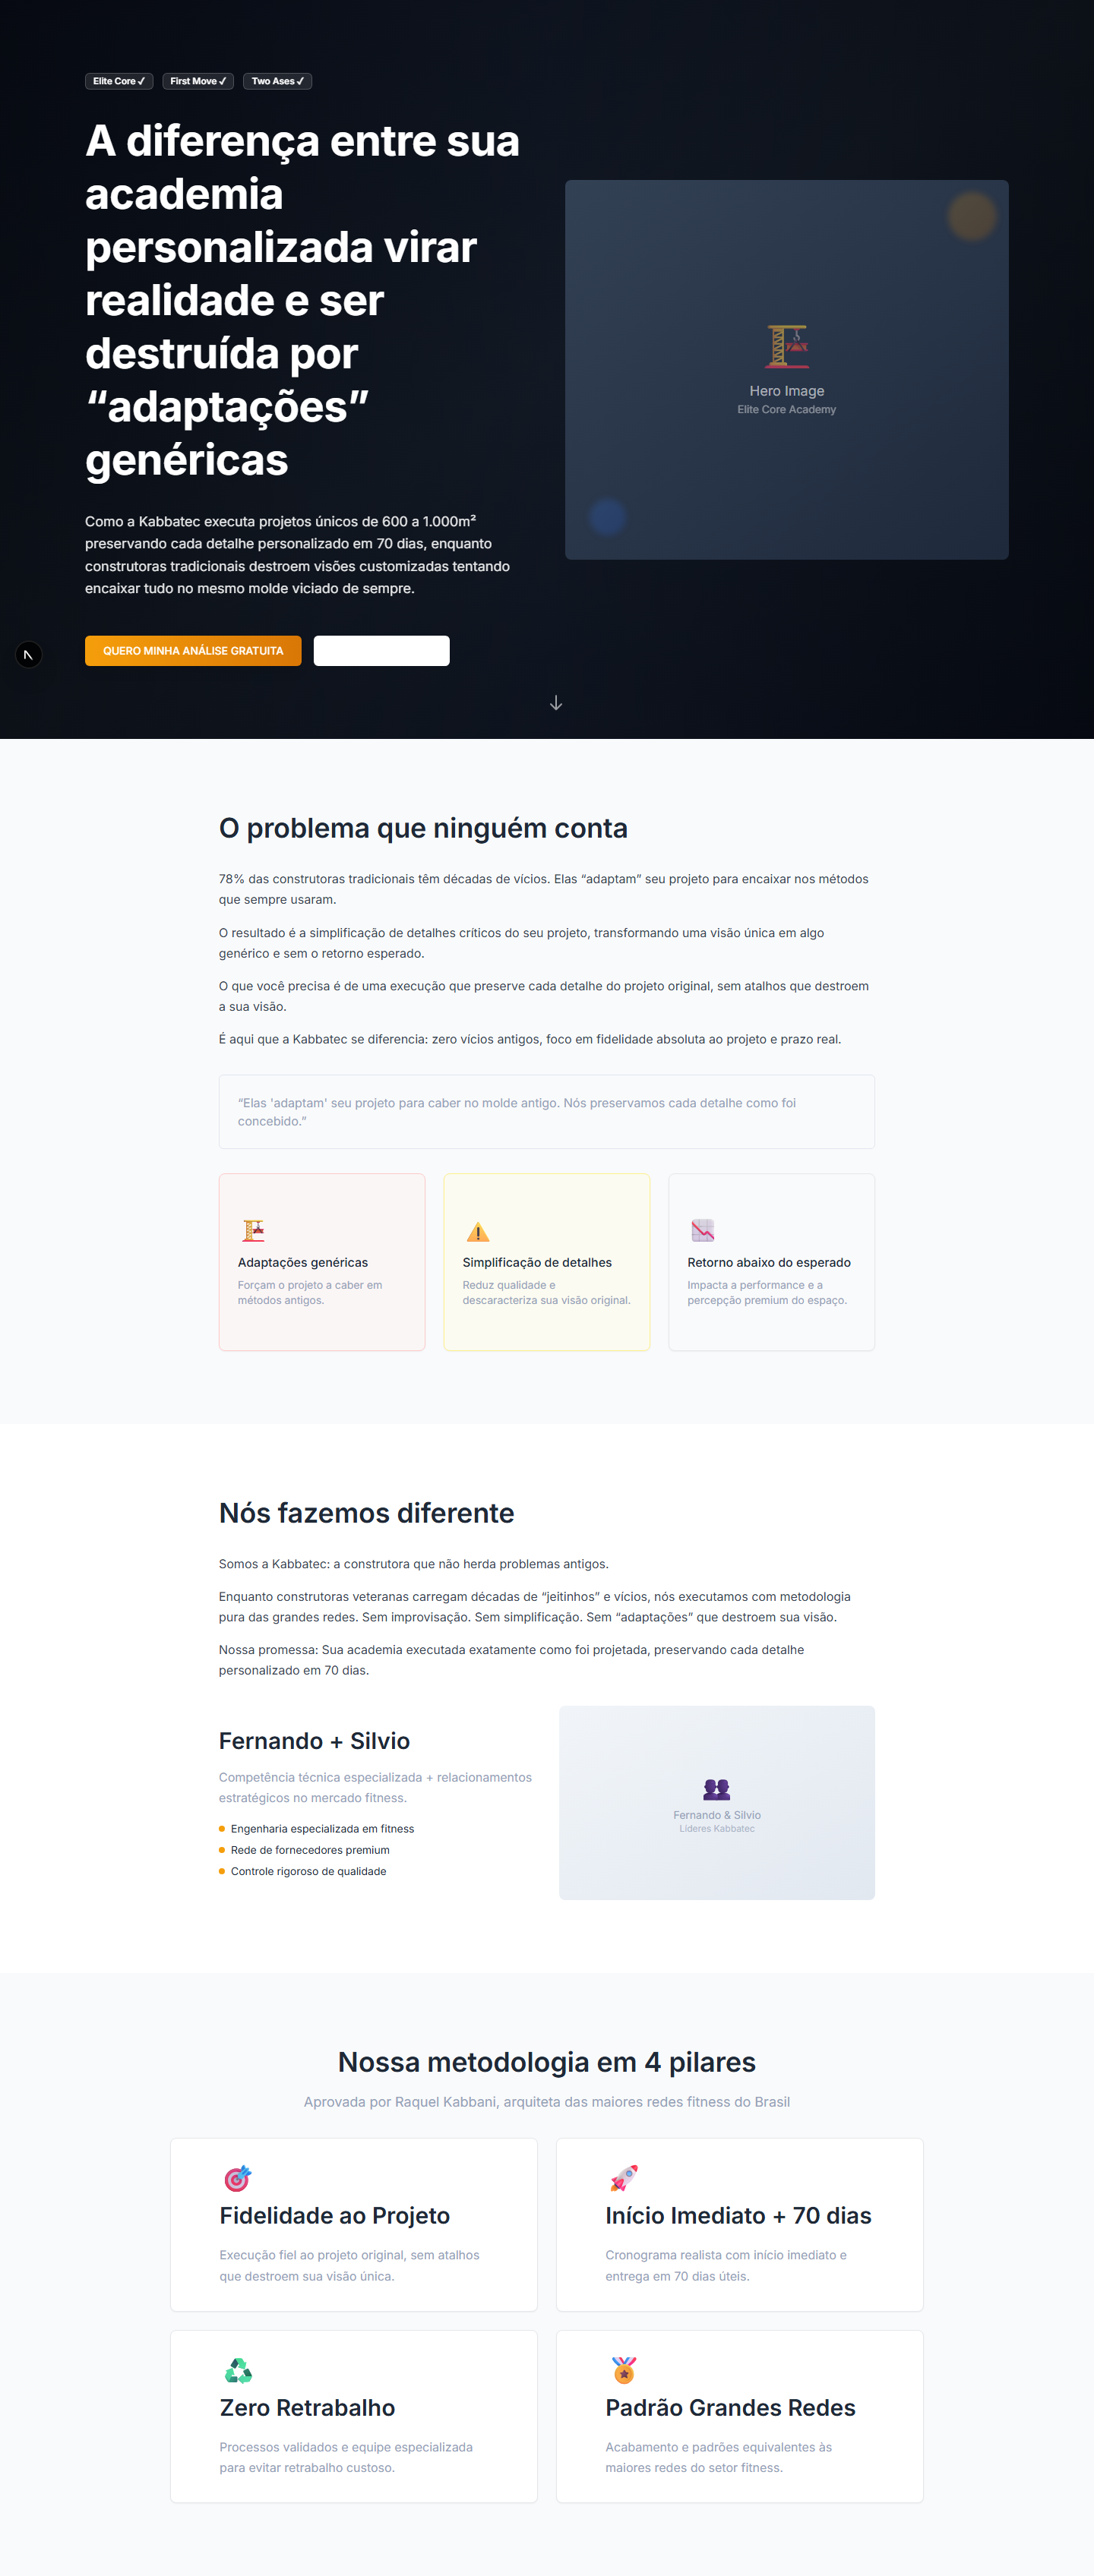 Elite Core ✓ First Move ✓ Two Ases ✓
A diferença entre sua
academia
personalizada virar
realidade e ser
destruída por
“adaptações”
genéricas
Como a Kabbatec executa projetos únicos de 600 a 1.000m²
preservando cada detalhe personalizado em 70 dias, enquanto
construtoras tradicionais destroem visões customizadas tentando
encaixar tudo no mesmo molde viciado de sempre.
QUERO MINHA ANÁLISE GRATUITA
Hero Image
Elite Core Academy
O problema que ninguém conta
78% das construtoras tradicionais têm décadas de vícios. Elas “adaptam” seu projeto para encaixar nos métodos
que sempre usaram.
O resultado é a simplificação de detalhes críticos do seu projeto, transformando uma visão única em algo
genérico e sem o retorno esperado.
O que você precisa é de uma execução que preserve cada detalhe do projeto original, sem atalhos que destroem
a sua visão.
É aqui que a Kabbatec se diferencia: zero vícios antigos, foco em fidelidade absoluta ao projeto e prazo real.
“Elas 'adaptam' seu projeto para caber no molde antigo. Nós preservamos cada detalhe como foi
concebido.”
Adaptações genéricas
Forçam o projeto a caber em
métodos antigos.
Simplificação de detalhes
Reduz qualidade e
descaracteriza sua visão original.
Retorno abaixo do esperado
Impacta a performance e a
percepção premium do espaço.
Nós fazemos diferente
Somos a Kabbatec: a construtora que não herda problemas antigos.
Enquanto construtoras veteranas carregam décadas de “jeitinhos” e vícios, nós executamos com metodologia
pura das grandes redes. Sem improvisação. Sem simplificação. Sem “adaptações” que destroem sua visão.
Nossa promessa: Sua academia executada exatamente como foi projetada, preservando cada detalhe
personalizado em 70 dias.
Fernando + Silvio
Competência técnica especializada + relacionamentos
estratégicos no mercado fitness.
Engenharia especializada em fitness
Rede de fornecedores premium
Controle rigoroso de qualidade
Fernando & Silvio
Líderes Kabbatec
Nossa metodologia em 4 pilares
Aprovada por Raquel Kabbani, arquiteta das maiores redes fitness do Brasil
Fidelidade ao Projeto
Execução fiel ao projeto original, sem atalhos
que destroem sua visão única.
Início Imediato + 70 dias
Cronograma realista com início imediato e
entrega em 70 dias úteis.
Zero Retrabalho
Processos validados e equipe especializada
para evitar retrabalho custoso.
Padrão Grandes Redes
Acabamento e padrões equivalentes às
maiores redes do setor fitness.